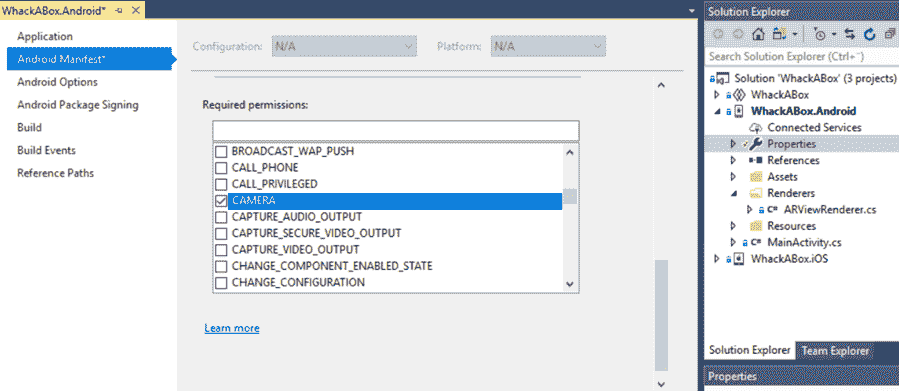 WhackABox.Android*
Application
Android Manifest*
Android Options
Android Package Signing
Build
Build Events
Reference Paths
Configuration: N/A
Platform: N/A
Required permissions:
BROADCAST_WAP_PUSH
CALL_PHONE
CALL_PRIVILEGED
CAMERA
CAPTURE_AUDIO_OUTPUT
CAPTURE_SECURE_VIDEO_OUTPUT
CAPTURE_VIDEO_OUTPUT
CHANGE_COMPONENT_ENABLED_STATE
CHANGE_CONFIGURATION
Learn more
Solution Explorer
Search Solution Explorer (Ctrl+¨)
Solution 'WhackABox' (3 projects)
WhackABox
WhackABox.Android
Connected Services
Properties
References
Assets
Renderers
C# ARViewRenderer.cs
Resources
C# MainActivity.cs
WhackABox.iOS
Solution Explorer Team Explorer
Properties